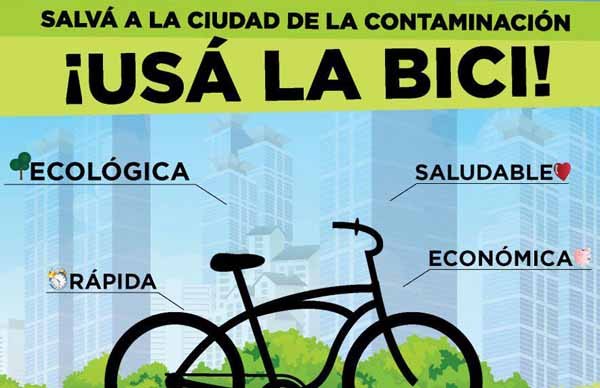 SALVÁ A LA CIUDAD DE LA CONTAMINACIÓN
¡USÁ LA BICI!
ECOLÓGICA
SALUDABLE
RÁPIDA
ECONÓMICA